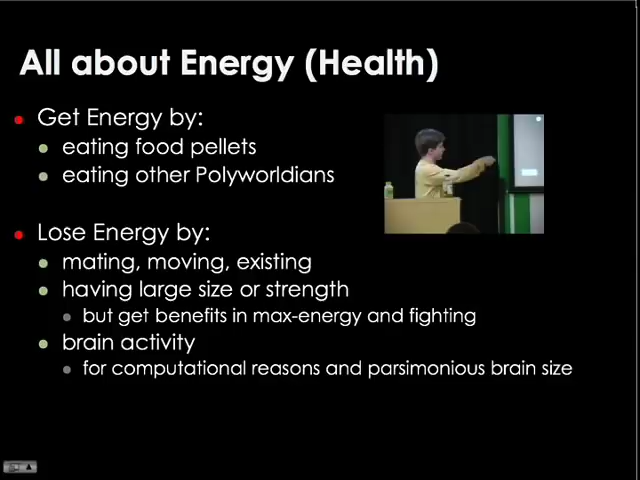 All about Energy (Health)
Get Energy by:
eating food pellets
eating other Polyworldians
Lose Energy by:
mating, moving, existing
having large size or strength
but get benefits in max-energy and fighting
brain activity
for computational reasons and parsimonious brain size